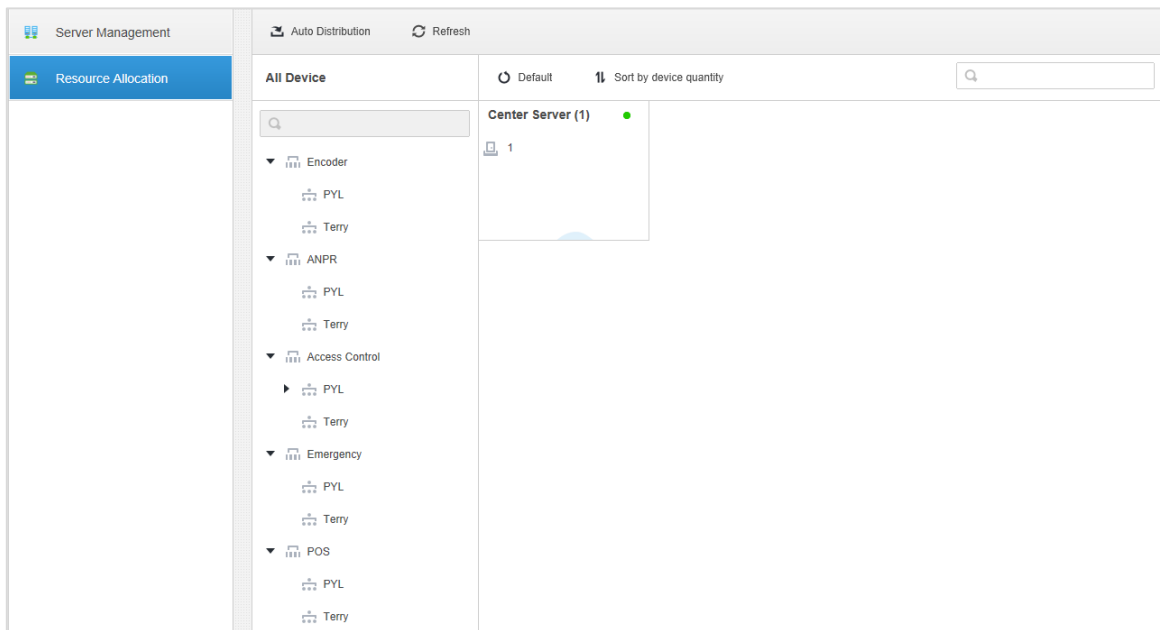 Server Management
Resource Allocation
Auto Distribution Refresh
All Device
Default Sort by device quantity
Center Server (1)
1
Encoder
PYL
Terry
ANPR
PYL
Terry
Access Control
PYL
Terry
Emergency
PYL
Terry
POS
PYL
Terry